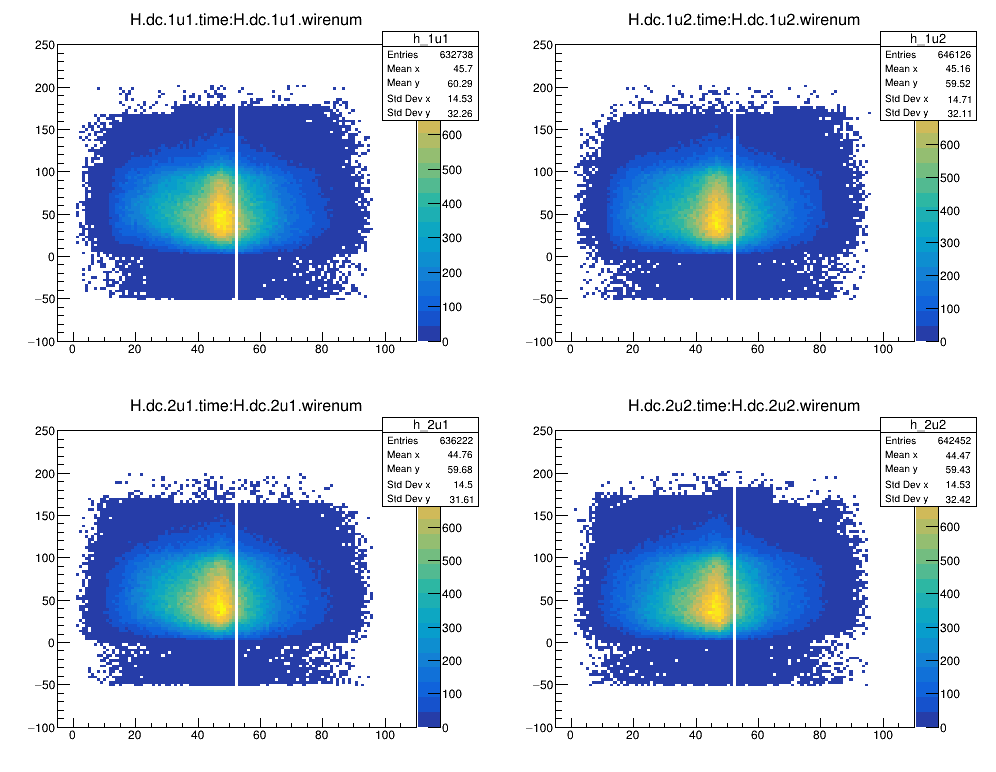 H.dc.1u1.time:H.dc.1u1.wirenum
h_1u1
Entries 632738
Mean x 45.7
Mean y 60.29
Std Dev x 14.53
Std Dev y 32.26
250
200
150
100
50
0
−50
−100
0 20 40 60 80 100
600
500
400
300
200
100
0
H.dc.1u2.time:H.dc.1u2.wirenum
h_1u2
Entries 646126
Mean x 45.16
Mean y 59.52
Std Dev x 14.71
Std Dev y 32.11
250
200
150
100
50
0
−50
−100
0 20 40 60 80 100
600
500
400
300
200
100
0
H.dc.2u1.time:H.dc.2u1.wirenum
h_2u1
Entries 636222
Mean x 44.76
Mean y 59.68
Std Dev x 14.5
Std Dev y 31.61
250
200
150
100
50
0
−50
−100
0 20 40 60 80 100
600
500
400
300
200
100
0
H.dc.2u2.time:H.dc.2u2.wirenum
h_2u2
Entries 642452
Mean x 44.47
Mean y 59.43
Std Dev x 14.53
Std Dev y 32.42
250
200
150
100
50
0
−50
−100
0 20 40 60 80 100
600
500
400
300
200
100
0